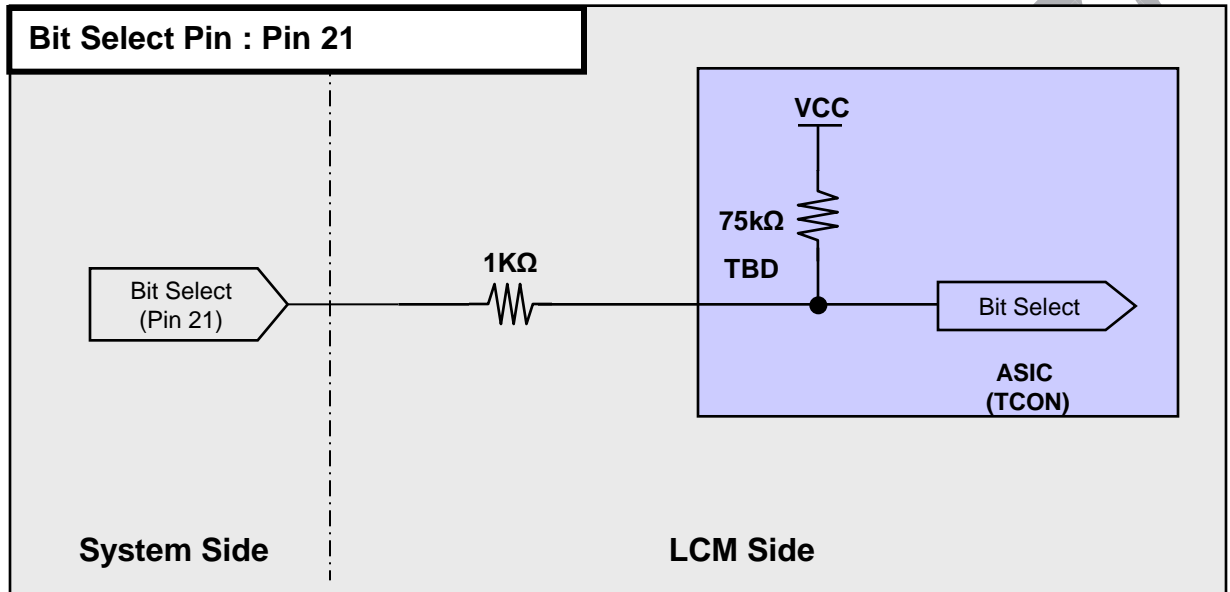 Bit Select Pin : Pin 21
VCC
75kΩ
TBD
1KΩ
Bit Select
(Pin 21)
Bit Select
ASIC
(TCON)
System Side
LCM Side